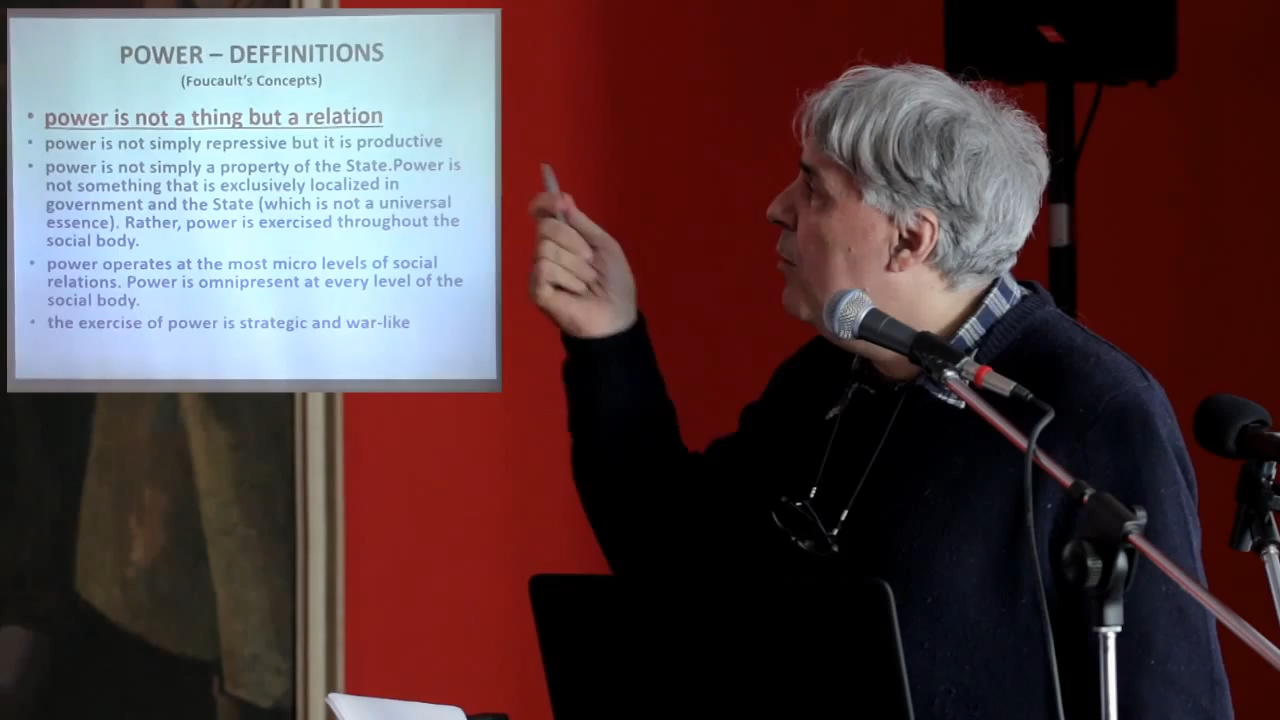 POWER – DEFFINITIONS
(Foucault's Concepts)
• power is not a thing but a relation
• power is not simply repressive but it is productive
• power is not simply a property of the State.Power is
not something that is exclusively localized in
government and the State (which is not a universal
essence). Rather, power is exercised throughout the
social body.
• power operates at the most micro levels of social
relations. Power is omnipresent at every level of the
social body.
• the exercise of power is strategic and war-like